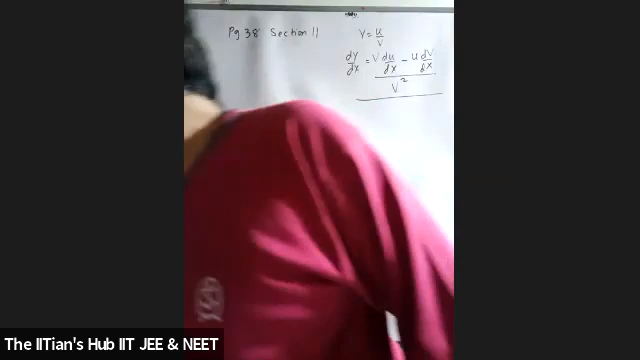 Pg 38 Section 11
Y = u/V
dY/dX = (V du/dX - u dV/dX) / V²
The IITian's Hub IIT JEE & NEET